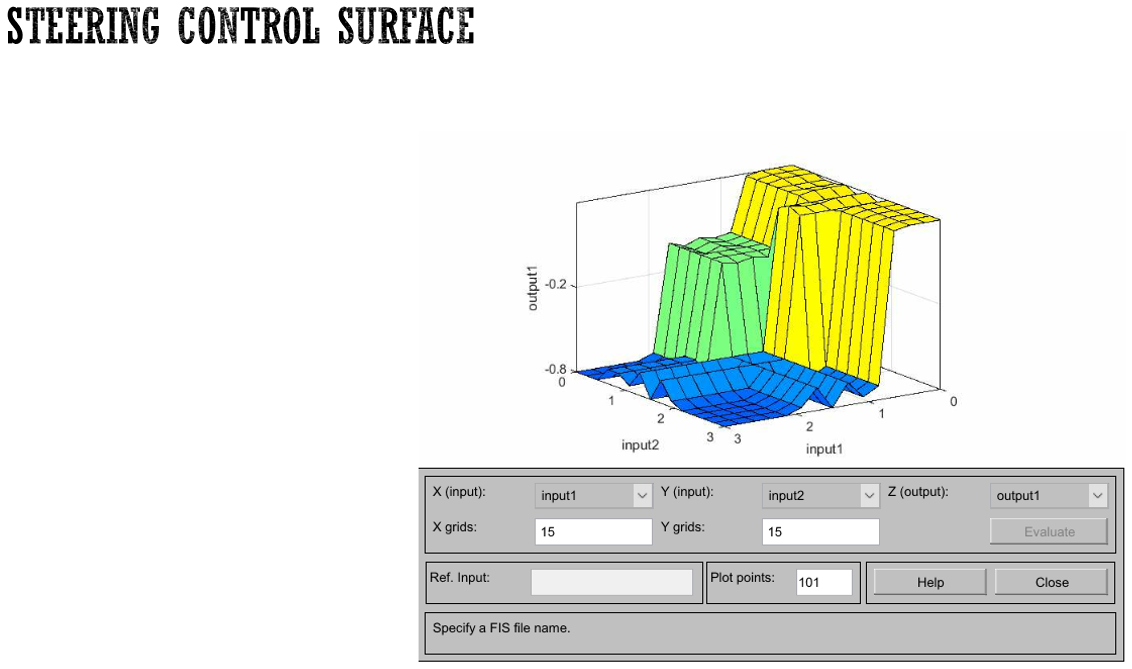 STEERING CONTROL SURFACE
output1
-0.2
-0.8
0
1
2
3
input2
3
2
1
0
input1
X (input): input1 Y (input): input2 Z (output): output1
X grids: 15 Y grids: 15 Evaluate
Ref. Input: Plot points: 101 Help Close
Specify a FIS file name.